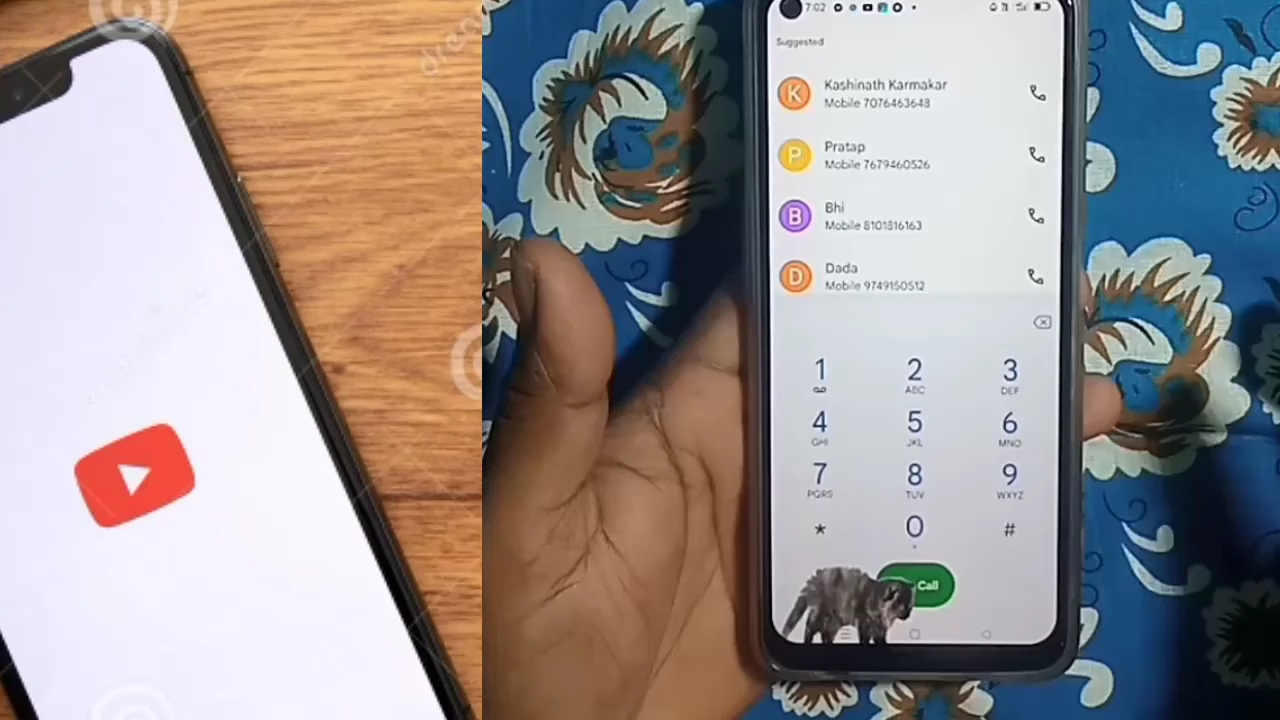 7:02
Suggested
K
Kashinath Karmakar
Mobile 7076463648
P
Pratap
Mobile 7679460526
B
Bhi
Mobile 8101816163
D
Dada
Mobile 9749150512
1 2 3
ABC DEF
4 5 6
GHI JKL MNO
7 8 9
PQRS TUV WXYZ
* 0 #
+
Call